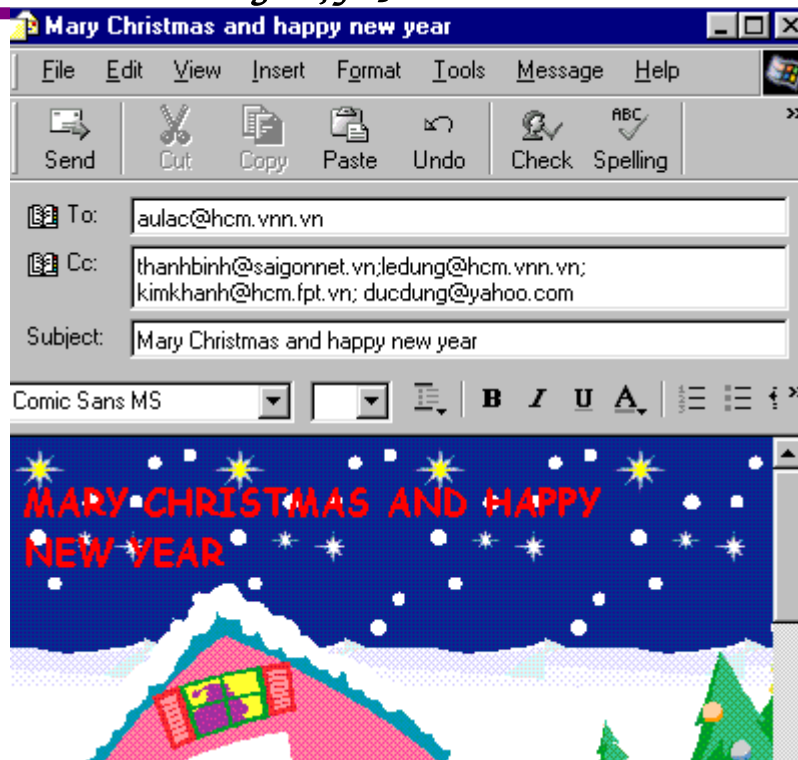 Mary Christmas and happy new year
File Edit View Insert Format Tools Message Help
Send Cut Copy Paste Undo Check ABC Spelling
To: aulac@hcm.vnn.vn
Cc: thanhbinh@saigonnet.vn;ledung@hcm.vnn.vn;
kimkhanh@hcm.fpt.vn; ducdung@yahoo.com
Subject: Mary Christmas and happy new year
Comic Sans MS B I U A
MARY CHRISTMAS AND HAPPY
NEW YEAR